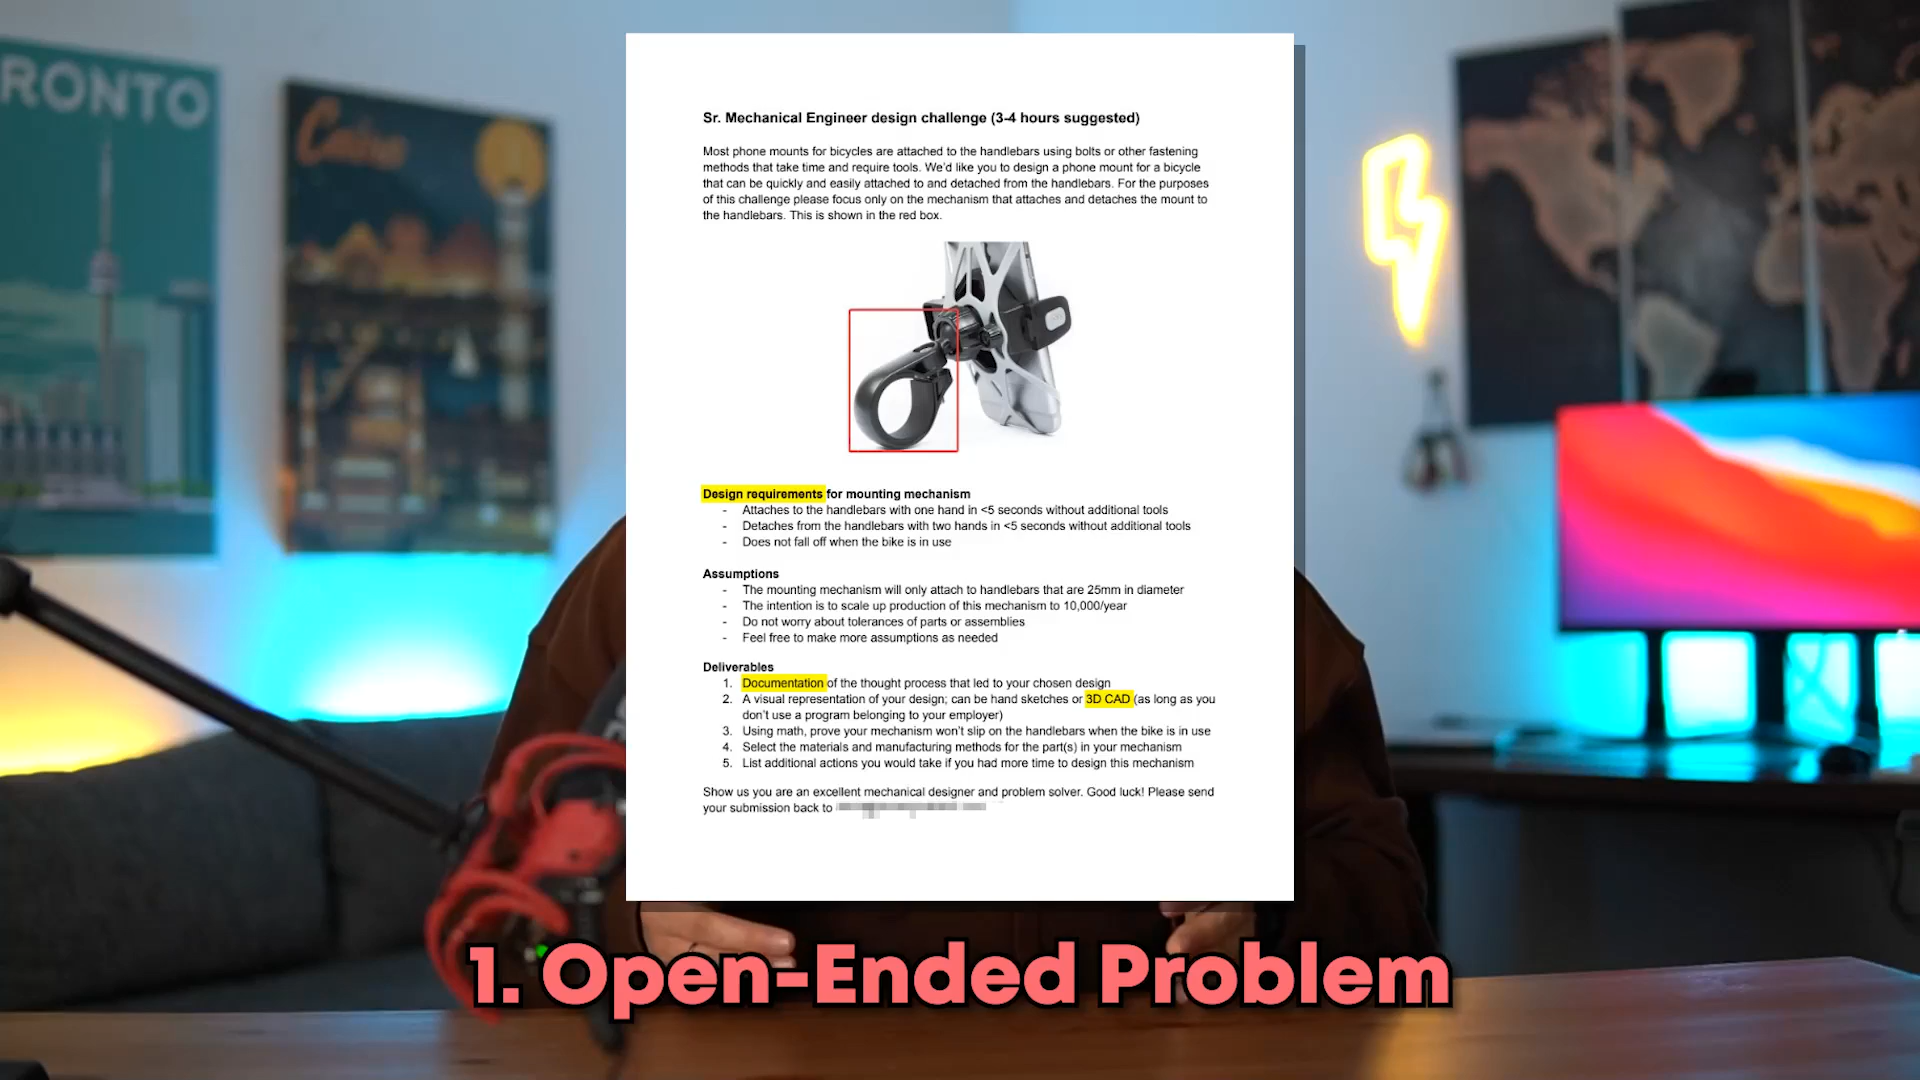 RONTO
Cairo
Sr. Mechanical Engineer design challenge (3-4 hours suggested)
Most phone mounts for bicycles are attached to the handlebars using bolts or other fastening
methods that take time and require tools. We'd like you to design a phone mount for a bicycle
that can be quickly and easily attached to and detached from the handlebars. For the purposes
of this challenge please focus only on the mechanism that attaches and detaches the mount to
the handlebars. This is shown in the red box.
Design requirements for mounting mechanism
- Attaches to the handlebars with one hand in <5 seconds without additional tools
- Detaches from the handlebars with two hands in <5 seconds without additional tools
- Does not fall off when the bike is in use
Assumptions
- The mounting mechanism will only attach to handlebars that are 25mm in diameter
- The intention is to scale up production of this mechanism to 10,000/year
- Do not worry about tolerances of parts or assemblies
- Feel free to make more assumptions as needed
Deliverables
1. Documentation of the thought process that led to your chosen design
2. A visual representation of your design; can be hand sketches or 3D CAD (as long as you
don't use a program belonging to your employer)
3. Using math, prove your mechanism won't slip on the handlebars when the bike is in use
4. Select the materials and manufacturing methods for the part(s) in your mechanism
5. List additional actions you would take if you had more time to design this mechanism
Show us you are an excellent mechanical designer and problem solver. Good luck! Please send
your submission back to
1. Open-Ended Problem